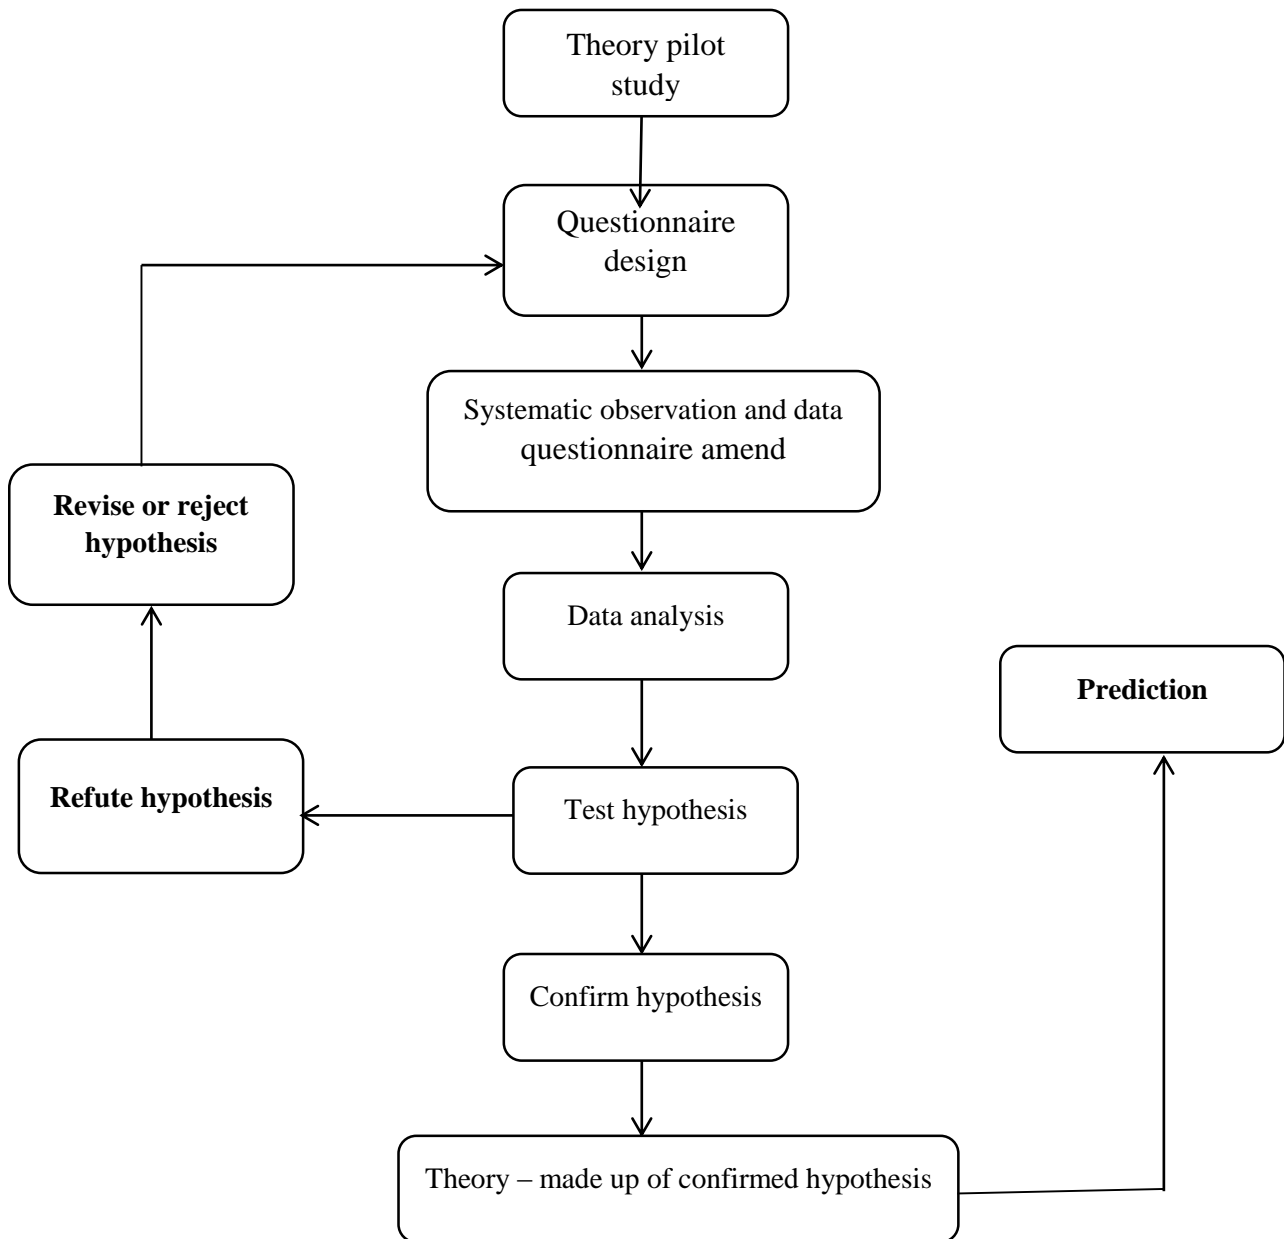 Theory pilot
study
Questionnaire
design
Systematic observation and data
questionnaire amend
Revise or reject
hypothesis
Data analysis
Prediction
Refute hypothesis
Test hypothesis
Confirm hypothesis
Theory – made up of confirmed hypothesis